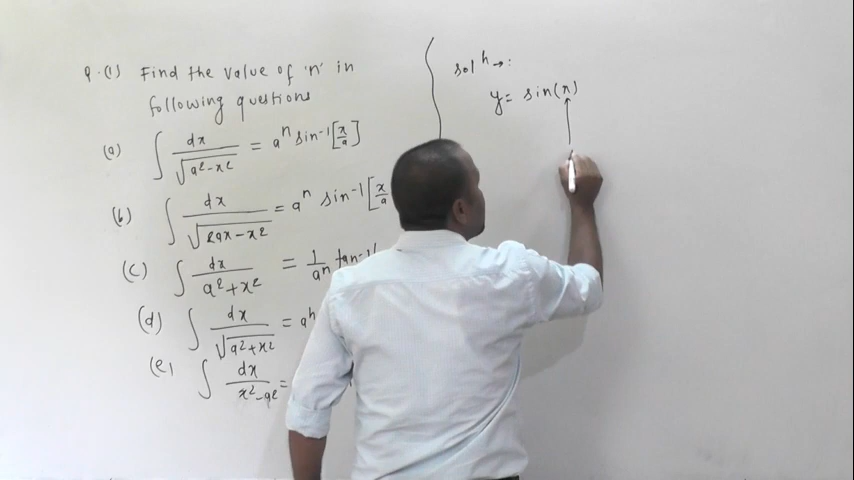 Q.(1) Find the value of 'n' in
following questions
(a) ∫ dx/√(a²-x²) = aⁿ sin⁻¹[x/a]
(b) ∫ dx/√(2ax-x²) = aⁿ sin⁻¹[x/a
(c) ∫ dx/(a²+x²) = 1/aⁿ tan⁻¹
(d) ∫ dx/√(a²+x²) = aⁿ
(e) ∫ dx/(x²-a²) =
solⁿ→:
y = sin(x)